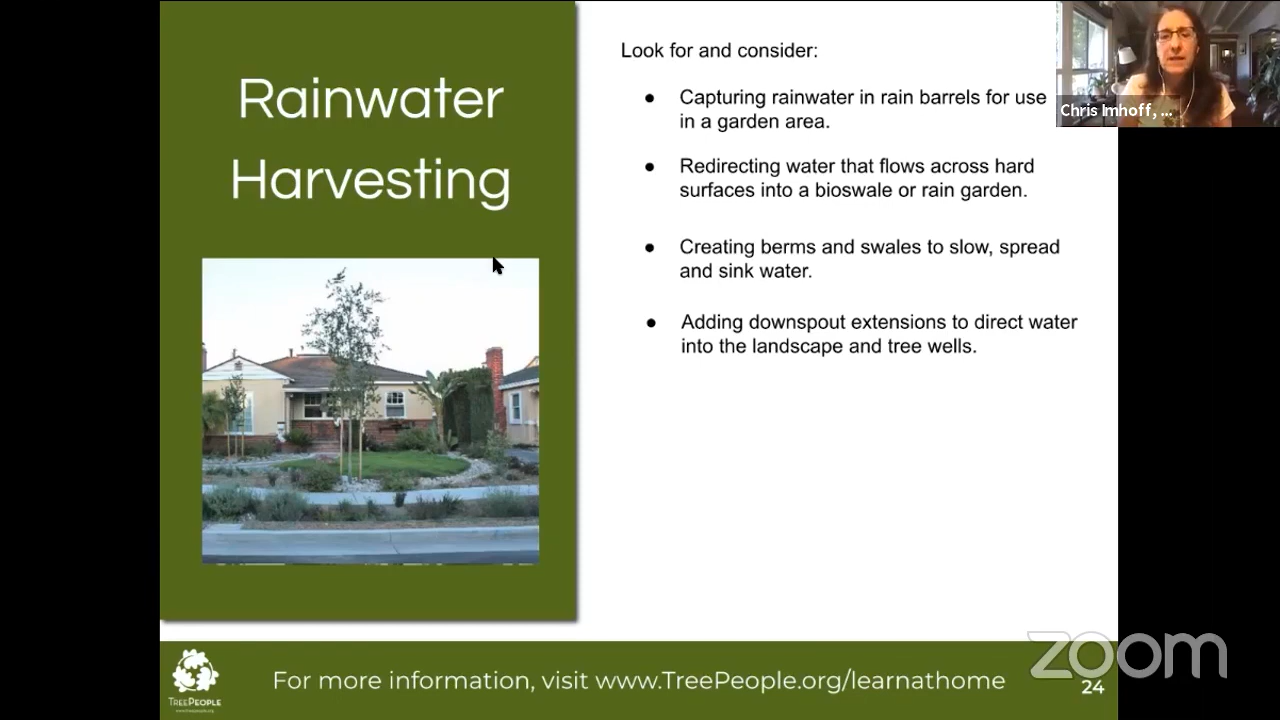 Rainwater
Harvesting
Look for and consider:
● Capturing rainwater in rain barrels for use
in a garden area.
● Redirecting water that flows across hard
surfaces into a bioswale or rain garden.
● Creating berms and swales to slow, spread
and sink water.
● Adding downspout extensions to direct water
into the landscape and tree wells.
Chris Imhoff, ...
TREEPEOPLE
www.treepeople.org
For more information, visit www.TreePeople.org/learnathome
zoom
24